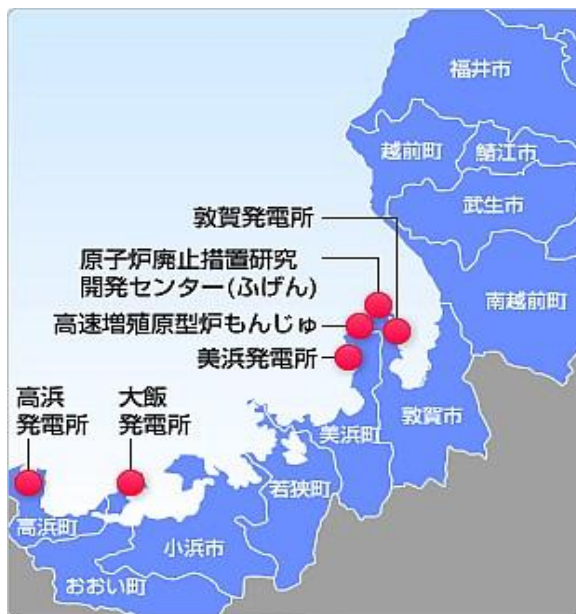 福井市
越前町
鯖江市
武生市
敦賀発電所
原子炉廃止措置研究
開発センター(ふげん)
南越前町
高速増殖原型炉もんじゅ
美浜発電所
高浜
発電所
大飯
発電所
敦賀市
美浜町
若狭町
高浜町
小浜市
おおい町